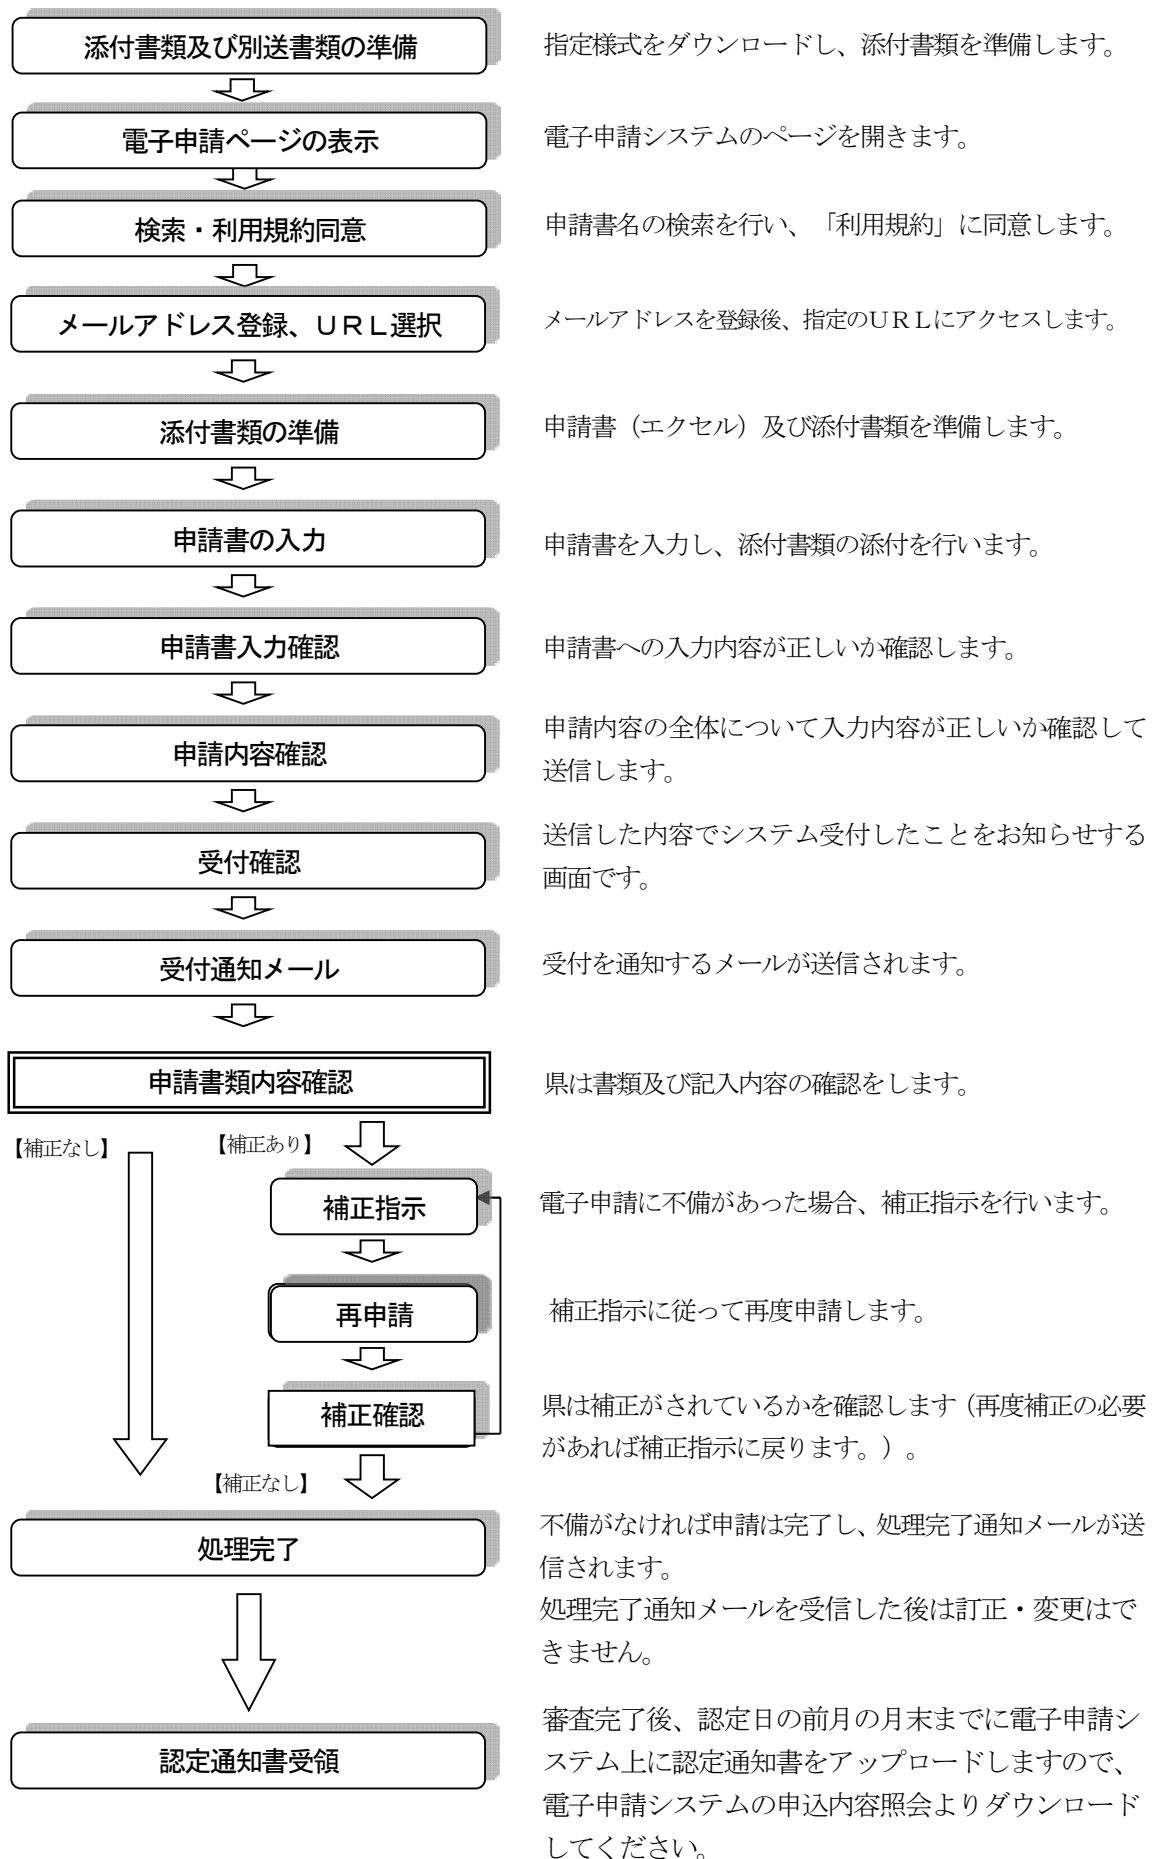 添付書類及び別送書類の準備
指定様式をダウンロードし、添付書類を準備します。
電子申請ページの表示
電子申請システムのページを開きます。
検索・利用規約同意
申請書名の検索を行い、「利用規約」に同意します。
メールアドレス登録、ＵＲＬ選択
メールアドレスを登録後、指定のＵＲＬにアクセスします。
添付書類の準備
申請書（エクセル）及び添付書類を準備します。
申請書の入力
申請書を入力し、添付書類の添付を行います。
申請書入力確認
申請書への入力内容が正しいか確認します。
申請内容確認
申請内容の全体について入力内容が正しいか確認して
送信します。
受付確認
送信した内容でシステム受付したことをお知らせする
画面です。
受付通知メール
受付を通知するメールが送信されます。
申請書類内容確認
県は書類及び記入内容の確認をします。
【補正なし】
【補正あり】
補正指示
電子申請に不備があった場合、補正指示を行います。
再申請
補正指示に従って再度申請します。
補正確認
県は補正がされているかを確認します（再度補正の必要
があれば補正指示に戻ります。）。
【補正なし】
処理完了
不備がなければ申請は完了し、処理完了通知メールが送
信されます。
処理完了通知メールを受信した後は訂正・変更はで
きません。
認定通知書受領
審査完了後、認定日の前月の月末までに電子申請シ
ステム上に認定通知書をアップロードしますので、
電子申請システムの申込内容照会よりダウンロード
してください。